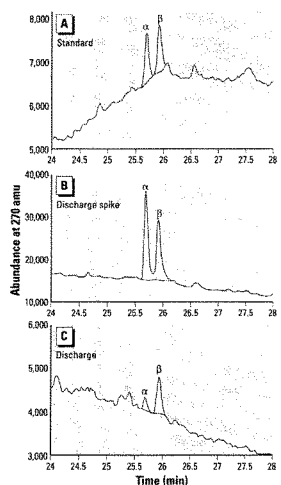 Abundance at 270 amu
A
Standard
α β
8,000
7,000
6,000
5,000
24 24.5 25 25.5 26 26.5 27 27.5 28
B
Discharge spike
α β
40,000
30,000
20,000
10,000
24 24.5 25 25.5 26 26.5 27 27.5 28
C
Discharge
α β
6,000
5,000
4,000
3,000
24 24.5 25 25.5 26 26.5 27 27.5 28
Time (min)